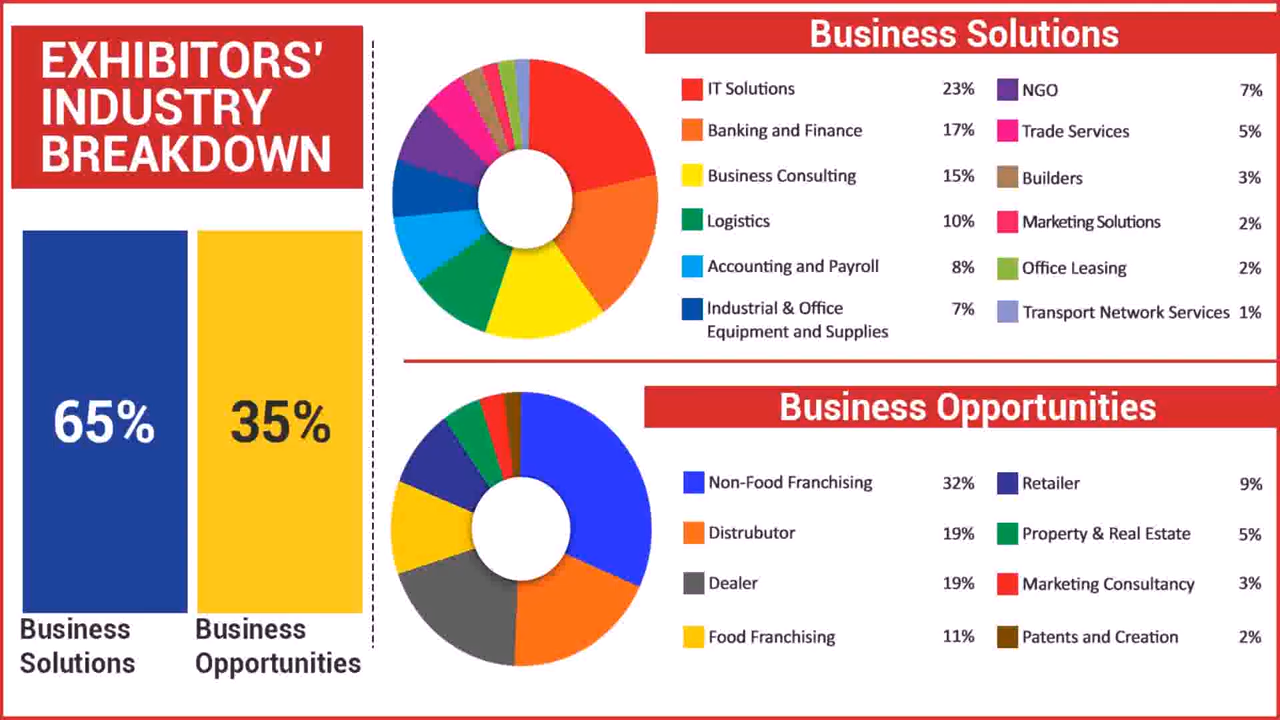 EXHIBITORS'
INDUSTRY
BREAKDOWN
65%
35%
Business
Solutions
Business
Opportunities
Business Solutions
IT Solutions 23%
Banking and Finance 17%
Business Consulting 15%
Logistics 10%
Accounting and Payroll 8%
Industrial & Office
Equipment and Supplies 7%
NGO 7%
Trade Services 5%
Builders 3%
Marketing Solutions 2%
Office Leasing 2%
Transport Network Services 1%
Business Opportunities
Non-Food Franchising 32%
Distrubutor 19%
Dealer 19%
Food Franchising 11%
Retailer 9%
Property & Real Estate 5%
Marketing Consultancy 3%
Patents and Creation 2%